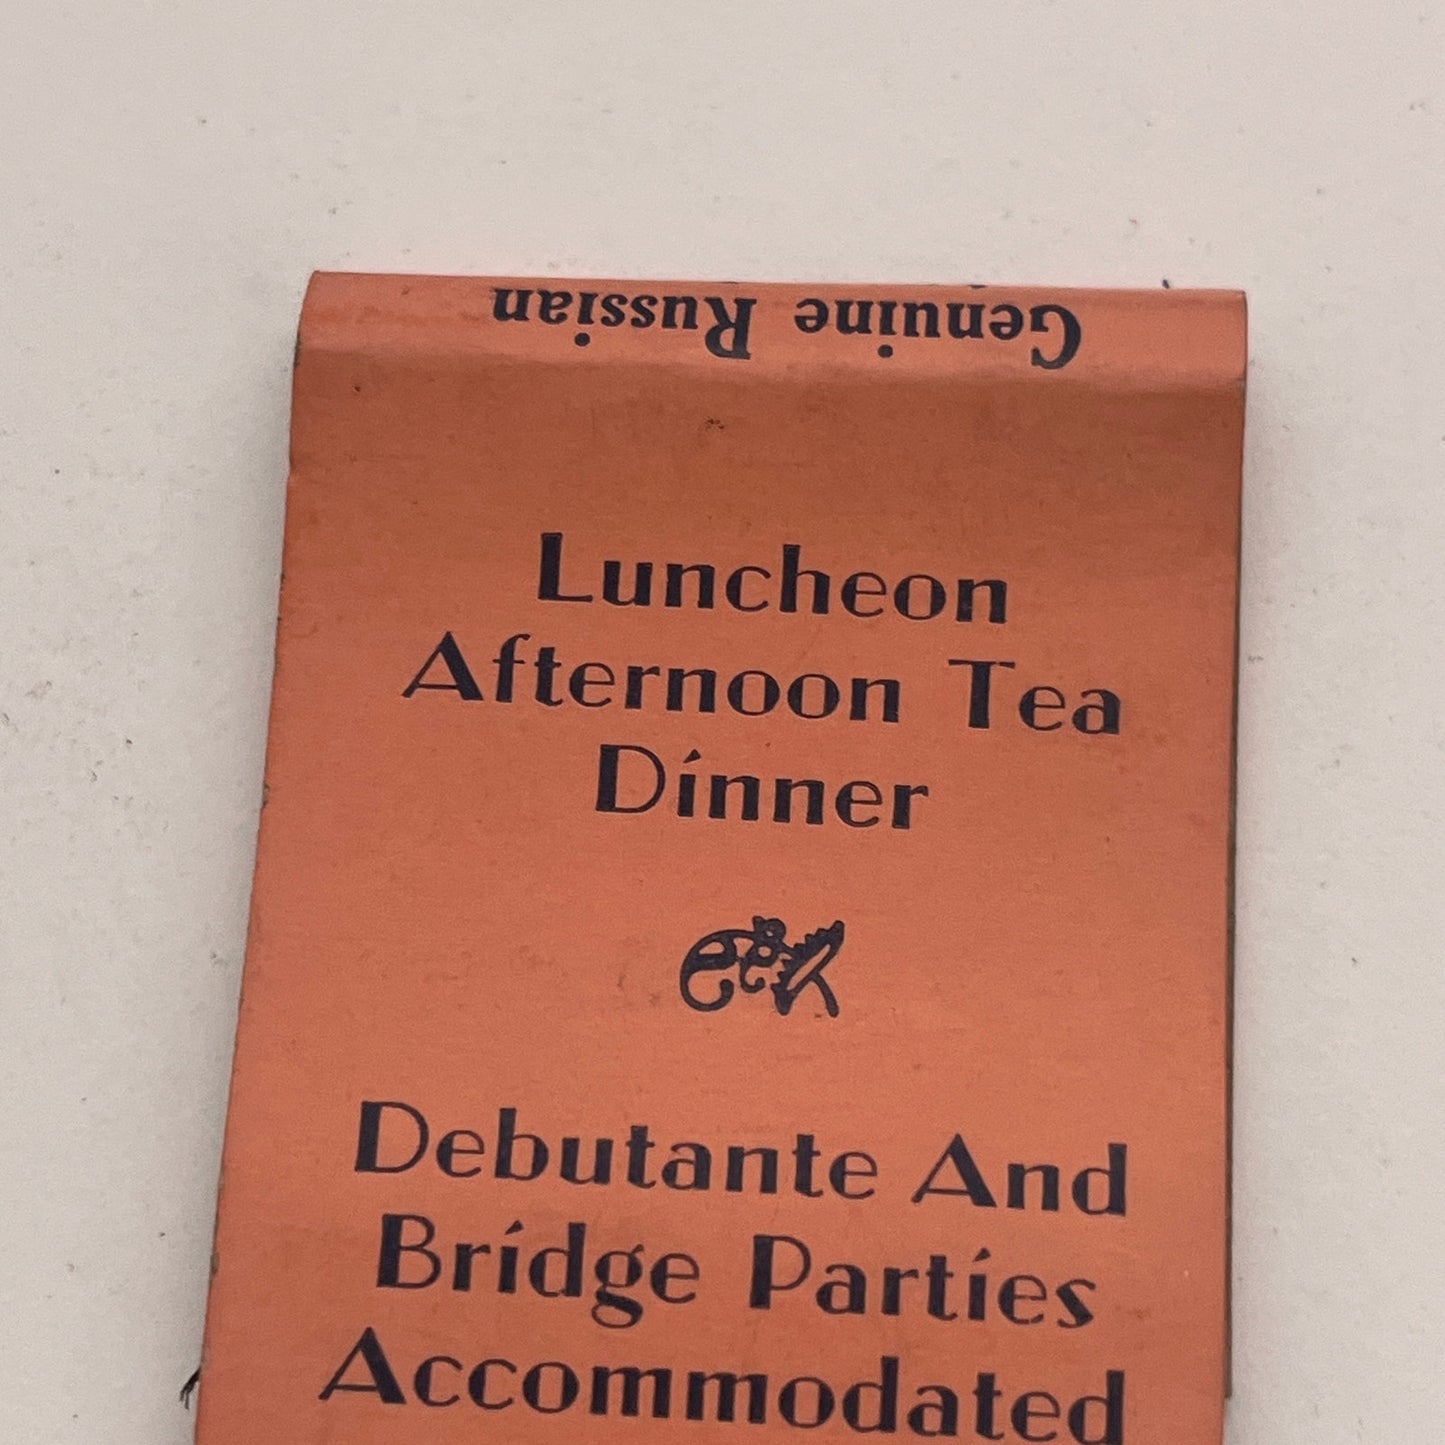 Genuine Russian
Luncheon
Afternoon Tea
Dinner
Debutante And
Bridge Parties
Accommodated